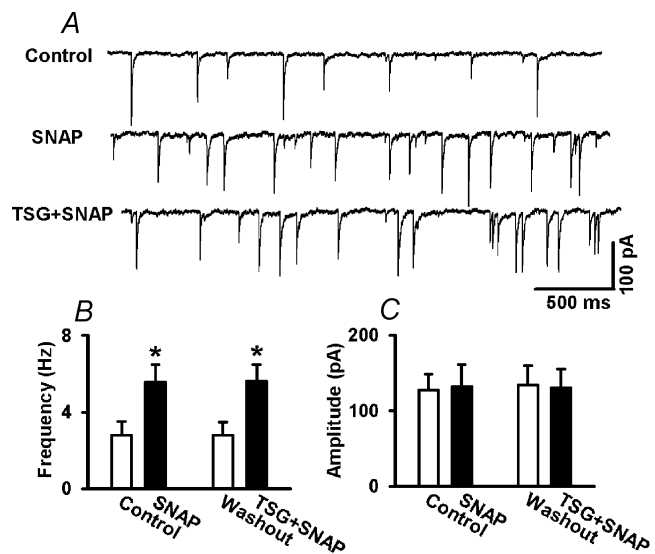 A
Control
SNAP
TSG+SNAP
100 pA
500 ms
B
Frequency (Hz)
8
4
0
*
*
Control
SNAP
Washout
TSG+SNAP
C
Amplitude (pA)
200
100
0
Control
SNAP
Washout
TSG+SNAP